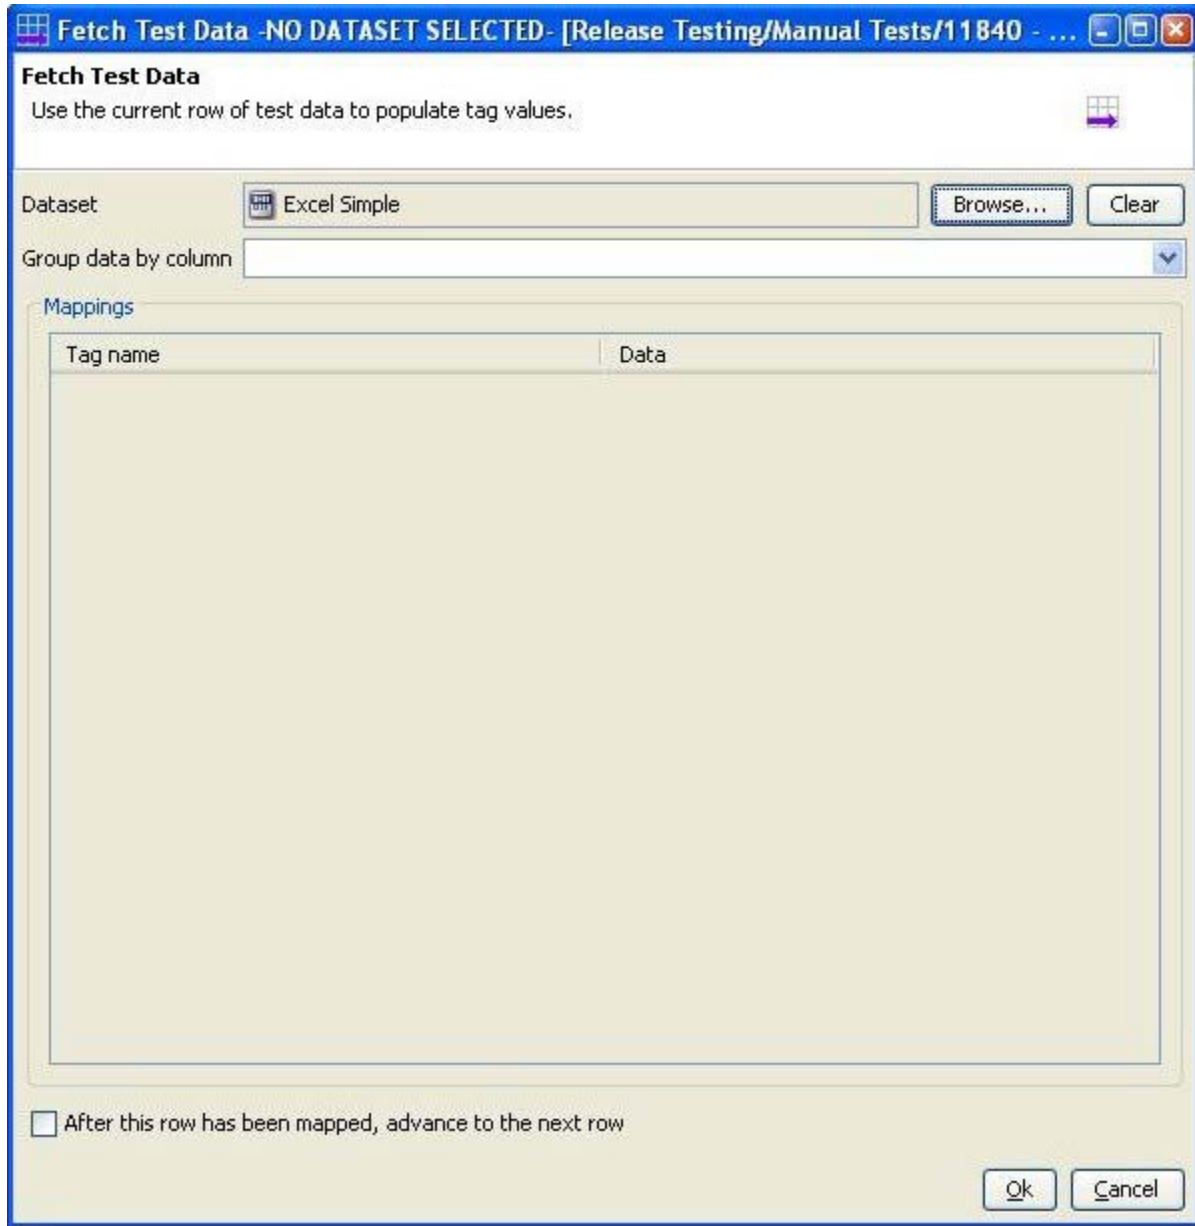 Fetch Test Data -NO DATASET SELECTED- [Release Testing/Manual Tests/11840 - ...
Fetch Test Data
Use the current row of test data to populate tag values.
Dataset Excel Simple Browse... Clear
Group data by column
Mappings
Tag name Data
After this row has been mapped, advance to the next row
Ok Cancel